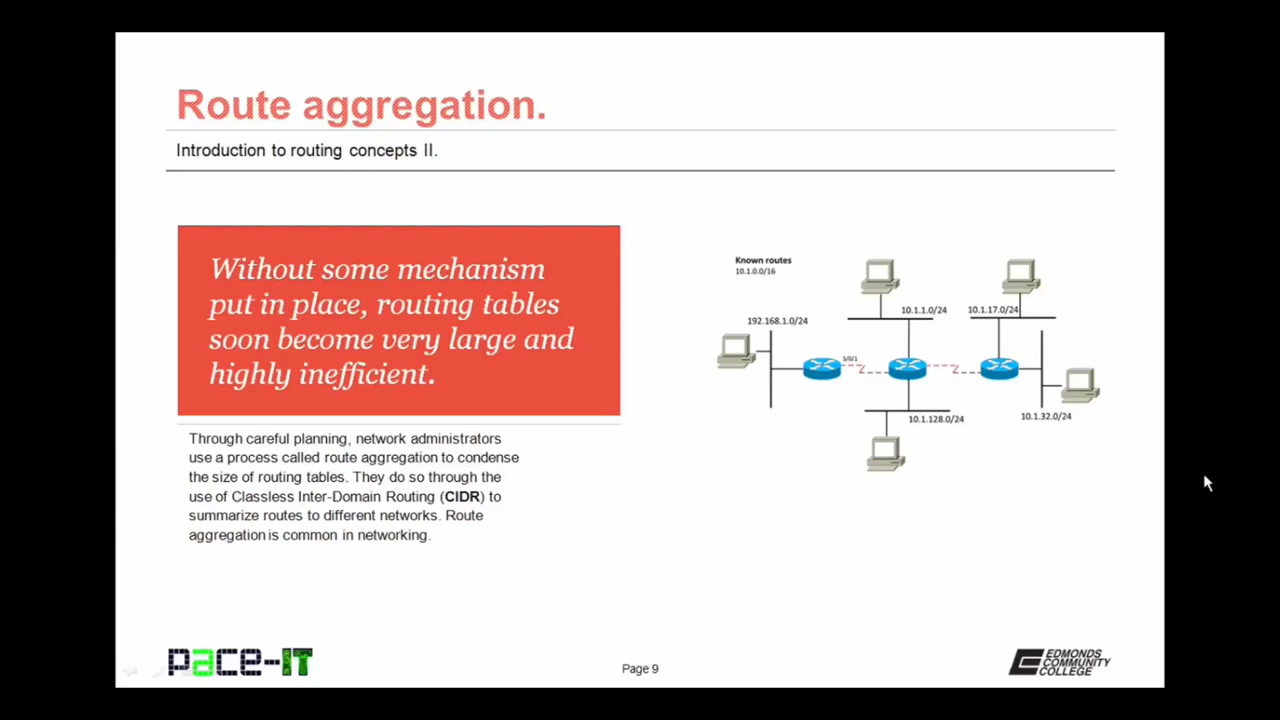 Route aggregation.
Introduction to routing concepts II.
Without some mechanism
put in place, routing tables
soon become very large and
highly inefficient.
Through careful planning, network administrators
use a process called route aggregation to condense
the size of routing tables. They do so through the
use of Classless Inter-Domain Routing (CIDR) to
summarize routes to different networks. Route
aggregation is common in networking.
Known routes
10.1.0.0/16
192.168.1.0/24
10.1.1.0/24
10.1.17.0/24
S/0/1
10.1.128.0/24
10.1.32.0/24
pace-IT
Page 9
EDMONDS
COMMUNITY
COLLEGE